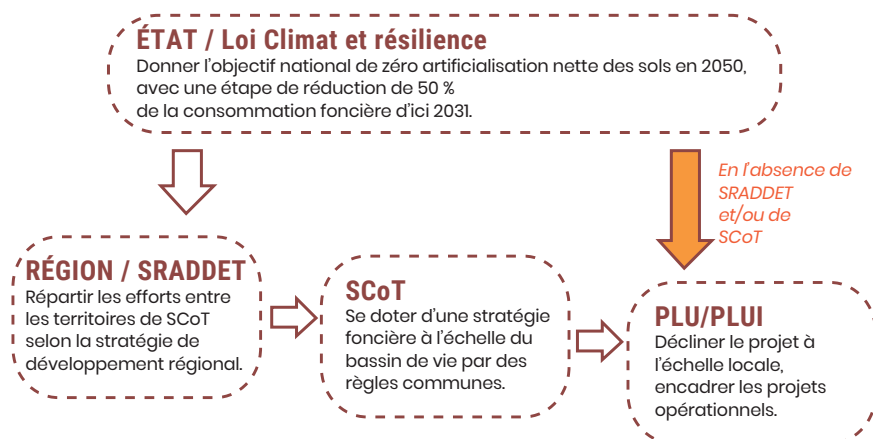 ÉTAT / Loi Climat et résilience
Donner l'objectif national de zéro artificialisation nette des sols en 2050,
avec une étape de réduction de 50 %
de la consommation foncière d'ici 2031.
En l'absence de
SRADDET
et/ou de
SCoT
RÉGION / SRADDET
Répartir les efforts entre
les territoires de SCoT
selon la stratégie de
développement régional.
SCoT
Se doter d'une stratégie
foncière à l'échelle du
bassin de vie par des
règles communes.
PLU/PLUI
Décliner le projet à
l'échelle locale,
encadrer les projets
opérationnels.